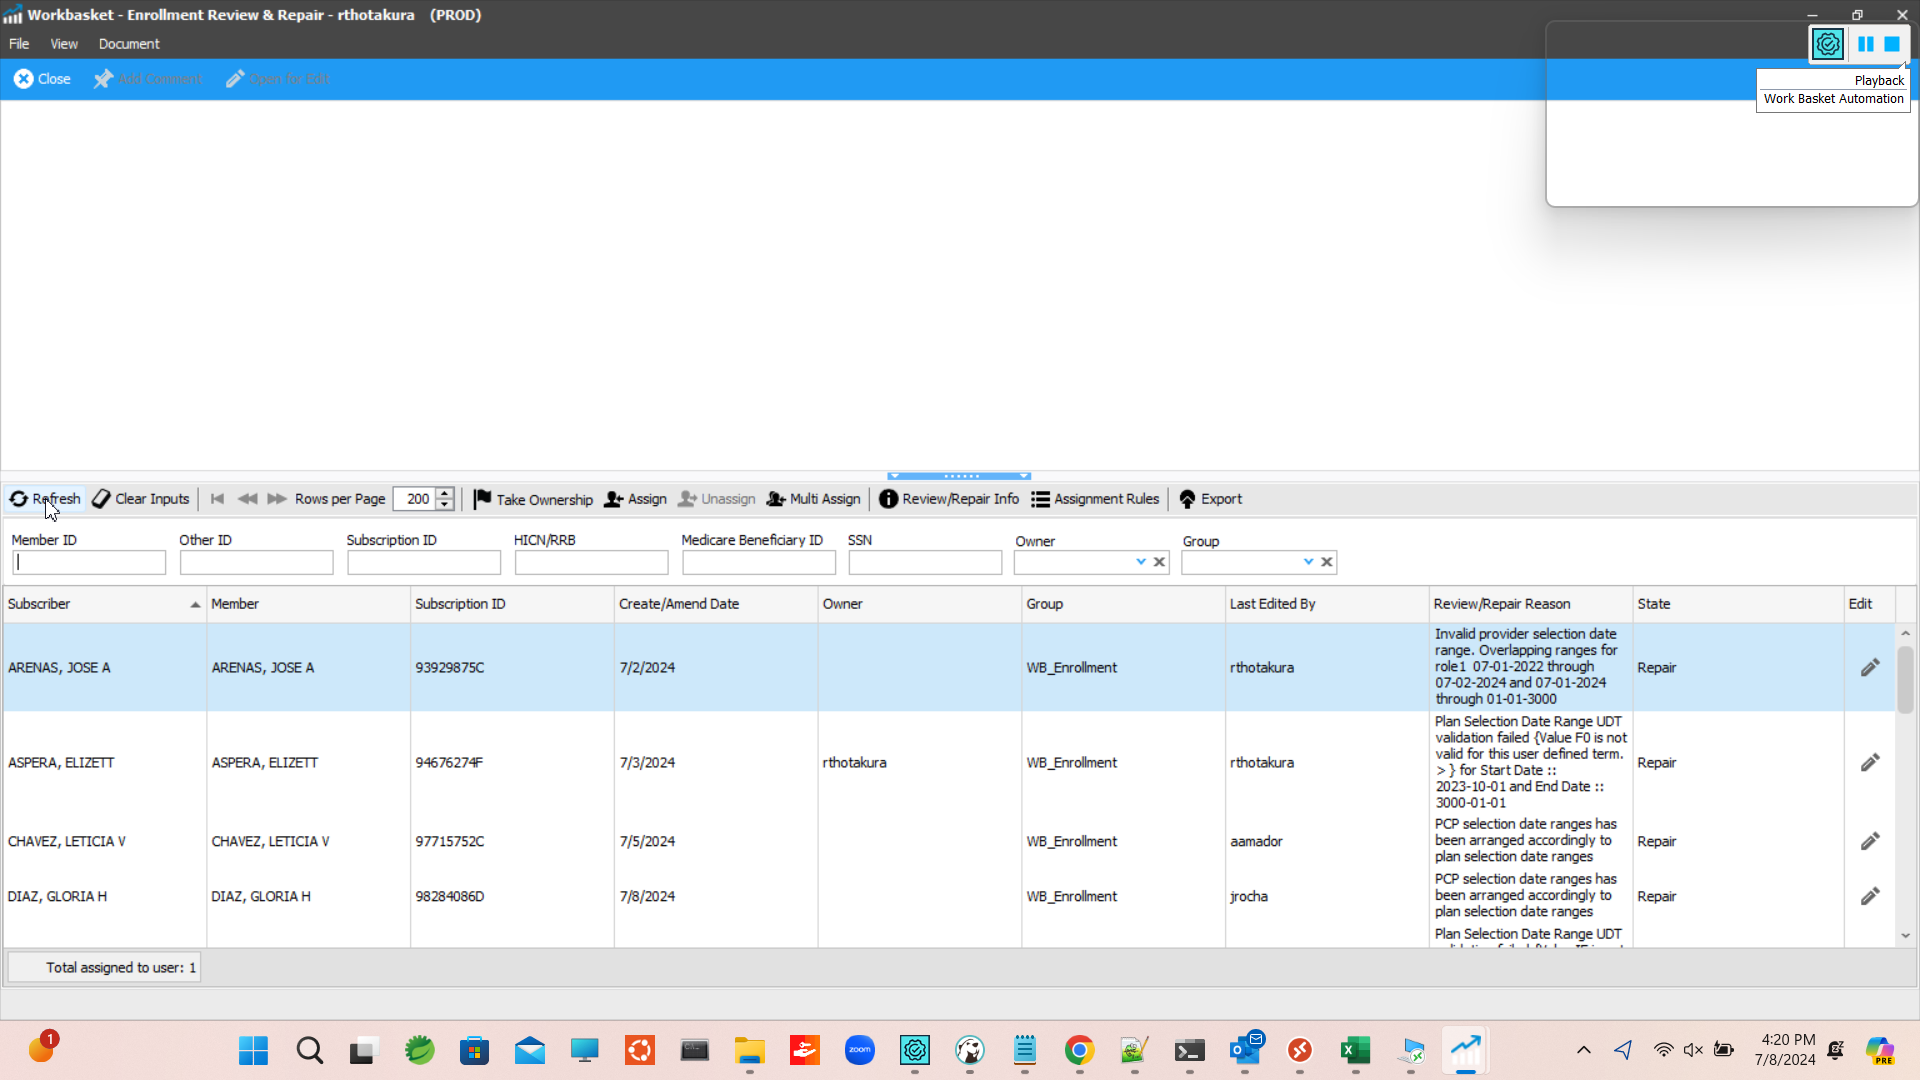 Workbasket - Enrollment Review & Repair - rthotakura    (PROD)
File View Document
Close Add Comment Open for Edit
Playback
Work Basket Automation
Refresh Clear Inputs Rows per Page 200 Take Ownership Assign Unassign Multi Assign Review/Repair Info Assignment Rules Export
Member ID Other ID Subscription ID HICN/RRB Medicare Beneficiary ID SSN Owner Group
Subscriber Member Subscription ID Create/Amend Date Owner Group Last Edited By Review/Repair Reason State Edit
Invalid provider selection date
range. Overlapping ranges for
ARENAS, JOSE A ARENAS, JOSE A 93929875C 7/2/2024 WB_Enrollment rthotakura role1 07-01-2022 through Repair
07-02-2024 and 07-01-2024
through 01-01-3000
Plan Selection Date Range UDT
validation failed {Value F0 is not
valid for this user defined term.
ASPERA, ELIZETT ASPERA, ELIZETT 94676274F 7/3/2024 rthotakura WB_Enrollment rthotakura > } for Start Date :: Repair
2023-10-01 and End Date ::
3000-01-01
PCP selection date ranges has
CHAVEZ, LETICIA V CHAVEZ, LETICIA V 97715752C 7/5/2024 WB_Enrollment aamador been arranged accordingly to Repair
plan selection date ranges
PCP selection date ranges has
DIAZ, GLORIA H DIAZ, GLORIA H 98284086D 7/8/2024 WB_Enrollment jrocha been arranged accordingly to Repair
plan selection date ranges
Plan Selection Date Range UDT
Total assigned to user: 1
1
zoom
4:20 PM
7/8/2024
PRE